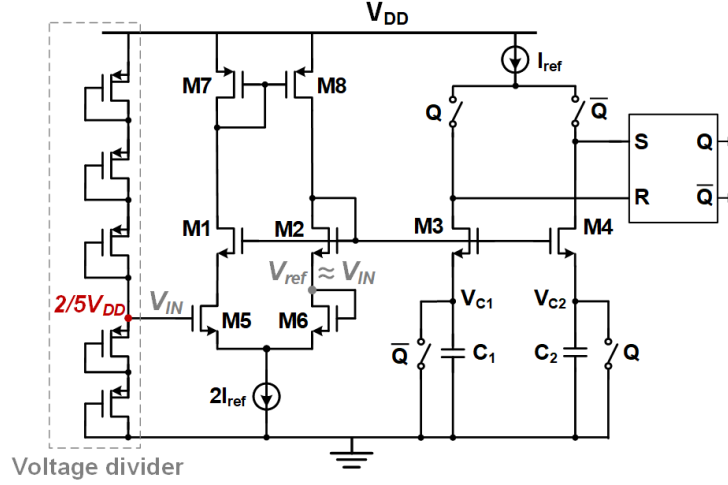 V_DD
I_ref
M7
M8
Q
Q̅
S
Q
R
Q̅
M1
M2
M3
M4
V_ref ≈ V_IN
2/5V_DD
V_IN
V_C1
V_C2
M5
M6
Q̅
C_1
C_2
Q
2I_ref
Voltage divider